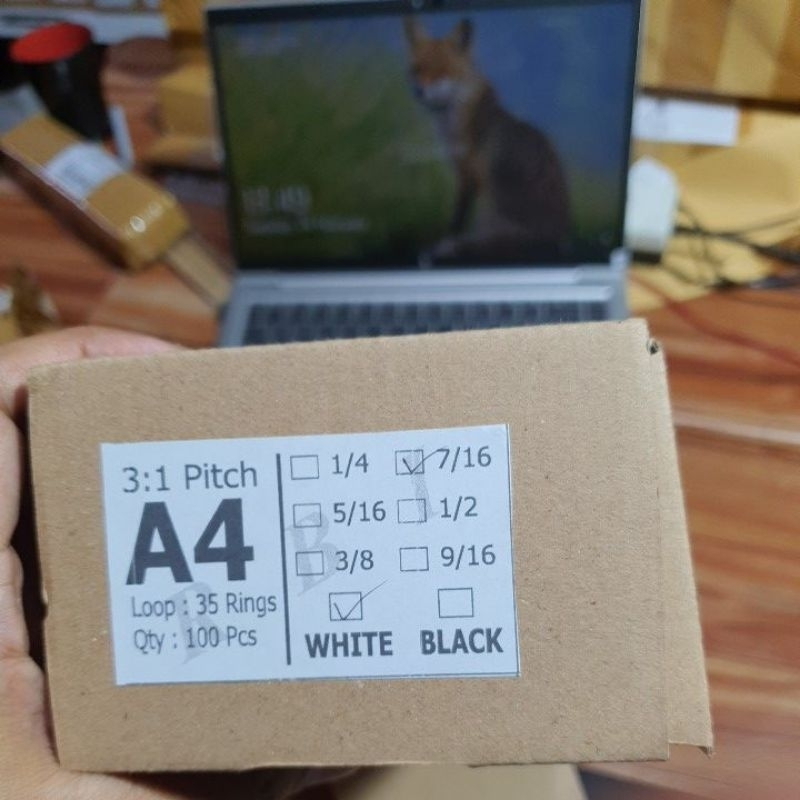 3:1 Pitch
A4
Loop : 35 Rings
Qty : 100 Pcs
1/4 7/16
5/16 1/2
3/8 9/16
WHITE BLACK